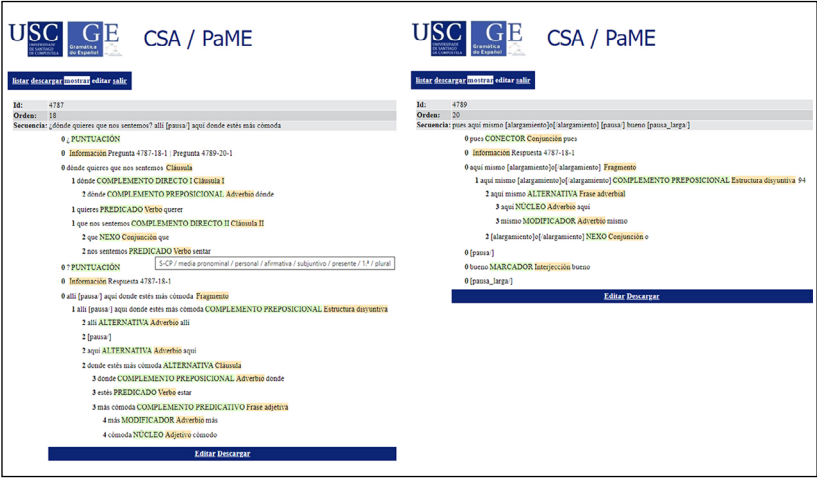 USC
UNIVERSIDADE
DE SANTIAGO
DE COMPOSTELA
GE
Gramática
do Español
CSA / PaME
listar descargar mostrar editar salir
Id: 4787
Orden: 18
Secuencia: ¿dónde quieres que nos sentemos? allí [pausa/] aquí donde estés más cómoda
0 ¿ PUNTUACIÓN
0 Información Pregunta 4787-18-1 | Pregunta 4789-20-1
0 dónde quieres que nos sentemos Cláusula
1 dónde COMPLEMENTO DIRECTO I Cláusula I
2 dónde COMPLEMENTO PREPOSICIONAL Adverbio dónde
1 quieres PREDICADO Verbo querer
1 que nos sentemos COMPLEMENTO DIRECTO II Cláusula II
2 que NEXO Conjunción que
2 nos sentemos PREDICADO Verbo sentar
S-CP / media pronominal / personal / afirmativa / subjuntivo / presente / 1.ª / plural
0 ? PUNTUACIÓN
0 Información Respuesta 4787-18-1
0 allí [pausa/] aquí donde estés más cómoda Fragmento
1 allí [pausa/] aquí donde estés más cómoda COMPLEMENTO PREPOSICIONAL Estructura disyuntiva
2 allí ALTERNATIVA Adverbio allí
2 [pausa/]
2 aquí ALTERNATIVA Adverbio aquí
2 donde estés más cómoda ALTERNATIVA Cláusula
3 donde COMPLEMENTO PREPOSICIONAL Adverbio donde
3 estés PREDICADO Verbo estar
3 más cómoda COMPLEMENTO PREDICATIVO Frase adjetiva
4 más MODIFICADOR Adverbio más
4 cómoda NÚCLEO Adjetivo cómodo
Editar Descargar
USC
UNIVERSIDADE
DE SANTIAGO
DE COMPOSTELA
GE
Gramática
do Español
CSA / PaME
listar descargar mostrar editar salir
Id: 4789
Orden: 20
Secuencia: pues aquí mismo [alargamiento]o[/alargamiento] [pausa/] bueno [pausa_larga/]
0 pues CONECTOR Conjunción pues
0 Información Respuesta 4787-18-1
0 aquí mismo [alargamiento]o[/alargamiento] Fragmento
1 aquí mismo [alargamiento]o[/alargamiento] COMPLEMENTO PREPOSICIONAL Estructura disyuntiva 94
2 aquí mismo ALTERNATIVA Frase adverbial
3 aquí NÚCLEO Adverbio aquí
3 mismo MODIFICADOR Adverbio mismo
2 [alargamiento]o[/alargamiento] NEXO Conjunción o
0 [pausa/]
0 bueno MARCADOR Interjección bueno
0 [pausa_larga/]
Editar Descargar